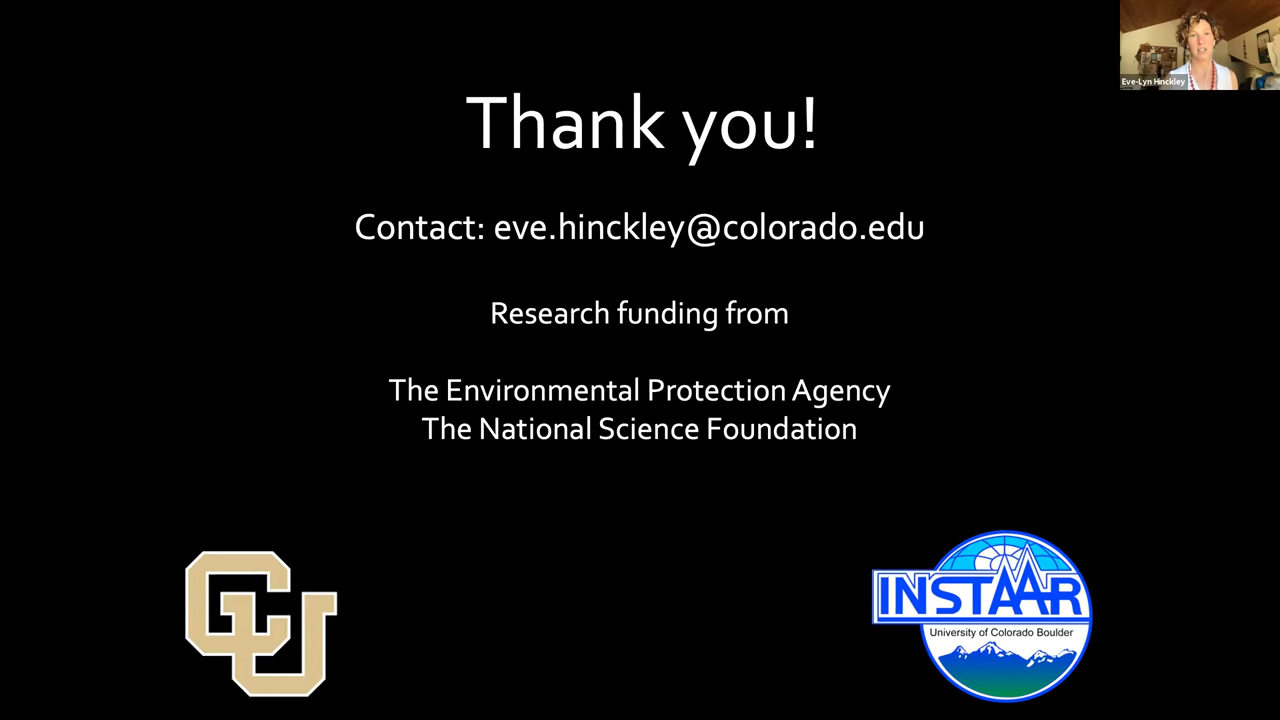 Eve-Lyn Hinckley
Thank you!
Contact: eve.hinckley@colorado.edu
Research funding from
The Environmental Protection Agency
The National Science Foundation
CU
INSTAAR
University of Colorado Boulder